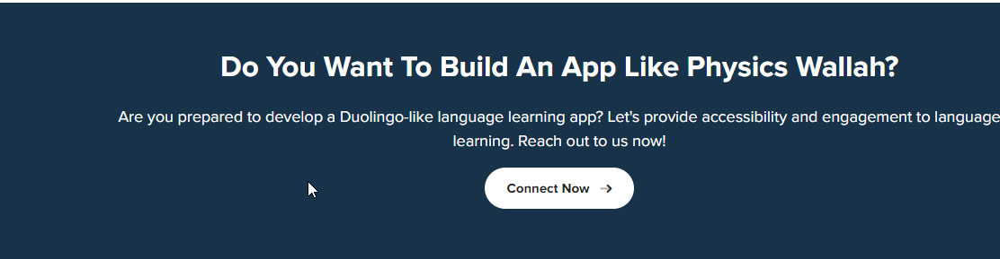 Do You Want To Build An App Like Physics Wallah?
Are you prepared to develop a Duolingo-like language learning app? Let's provide accessibility and engagement to language
learning. Reach out to us now!
Connect Now →